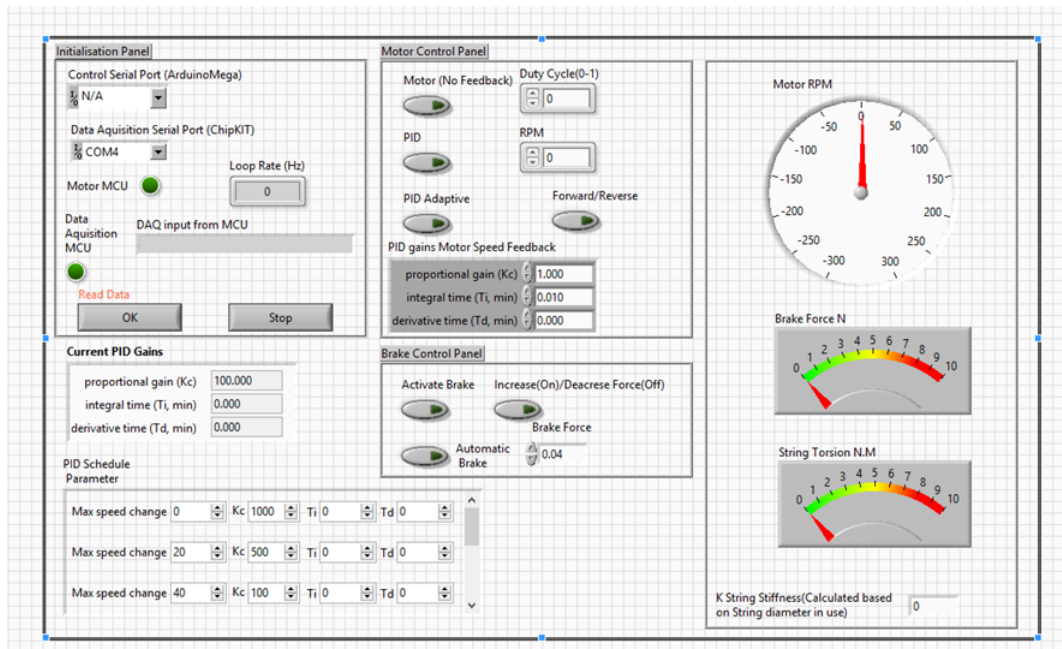 Initialisation Panel
Control Serial Port (ArduinoMega)
N/A
Data Aquisition Serial Port (ChipKIT)
COM4
Loop Rate (Hz)
Motor MCU
0
Data Aquisition MCU
DAQ input from MCU
Read Data
OK
Stop
Motor Control Panel
Motor (No Feedback)
Duty Cycle(0-1)
0
PID
RPM
0
PID Adaptive
Forward/Reverse
PID gains Motor Speed Feedback
proportional gain (Kc) 1.000
integral time (Ti, min) 0.010
derivative time (Td, min) 0.000
Current PID Gains
proportional gain (Kc) 100.000
integral time (Ti, min) 0.000
derivative time (Td, min) 0.000
Brake Control Panel
Activate Brake
Increase(On)/Deacrese Force(Off)
Brake Force
Automatic Brake
0.04
PID Schedule
Parameter
Max speed change 0 Kc 1000 Ti 0 Td 0
Max speed change 20 Kc 500 Ti 0 Td 0
Max speed change 40 Kc 100 Ti 0 Td 0
Motor RPM
-300 -250 -200 -150 -100 -50 0 50 100 150 200 250 300
Brake Force N
0 1 2 3 4 5 6 7 8 9 10
String Torsion N.M
0 1 2 3 4 5 6 7 8 9 10
K String Stiffness(Calculated based
on String diameter in use)
0